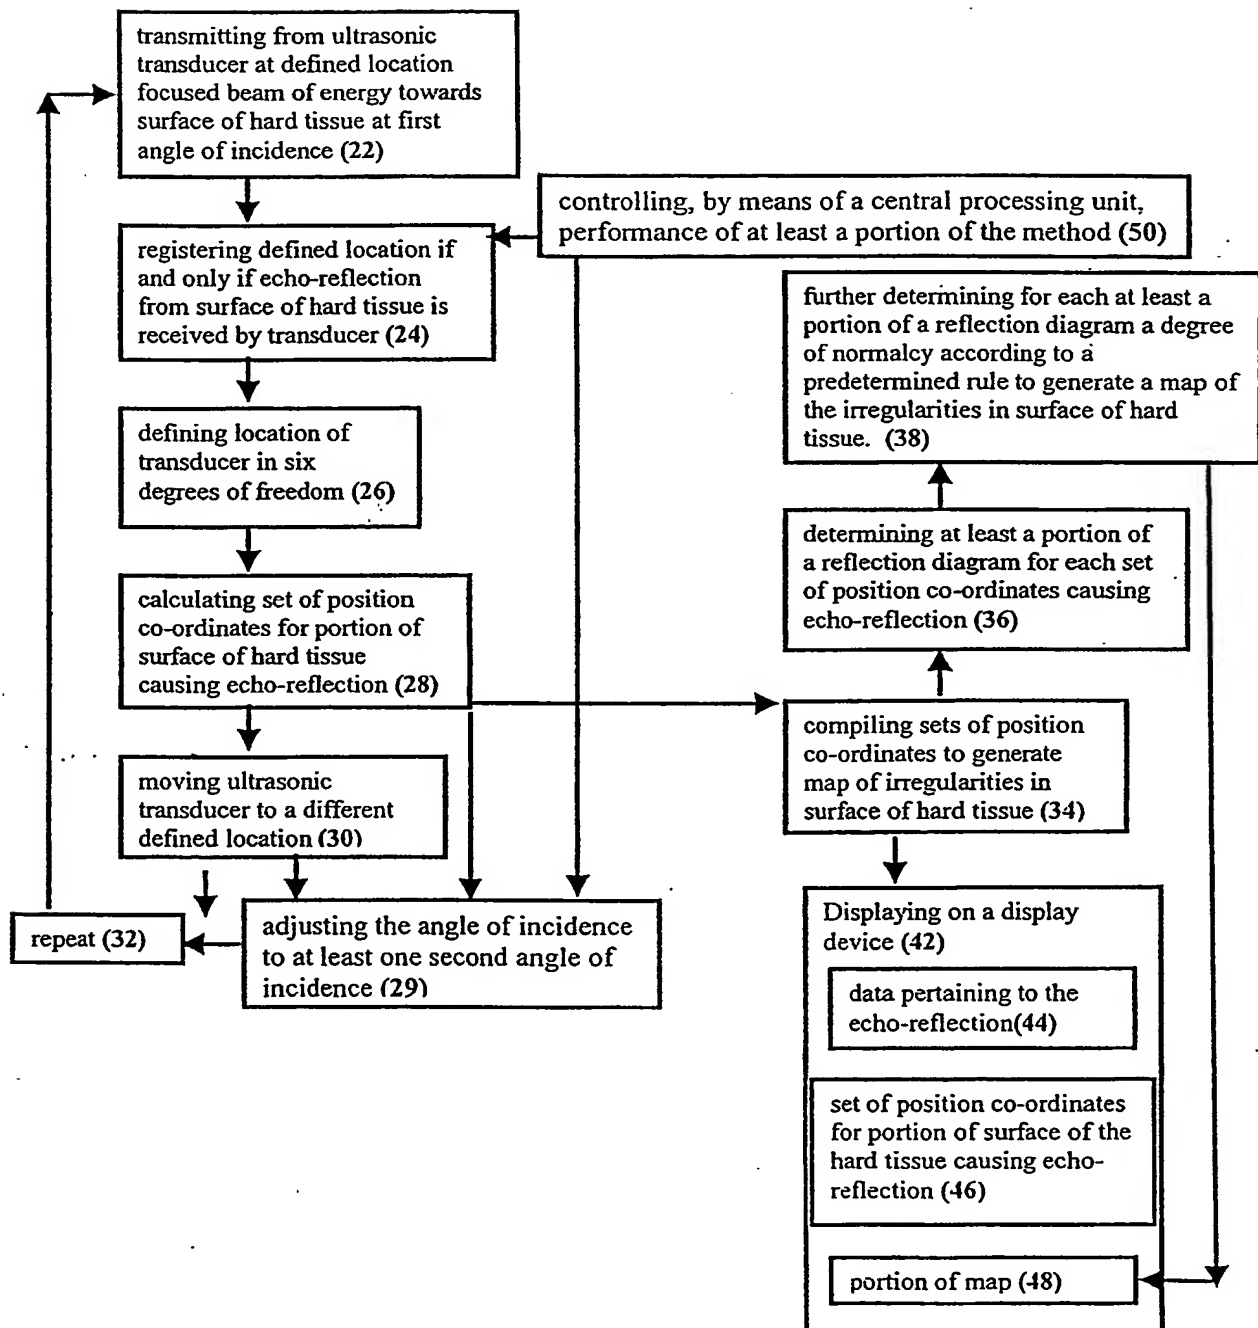 transmitting from ultrasonic
transducer at defined location
focused beam of energy towards
surface of hard tissue at first
angle of incidence (22)
controlling, by means of a central processing unit,
performance of at least a portion of the method (50)
registering defined location if
and only if echo-reflection
from surface of hard tissue is
received by transducer (24)
further determining for each at least a
portion of a reflection diagram a degree
of normalcy according to a
predetermined rule to generate a map of
the irregularities in surface of hard
tissue. (38)
defining location of
transducer in six
degrees of freedom (26)
determining at least a portion of
a reflection diagram for each set
of position co-ordinates causing
echo-reflection (36)
calculating set of position
co-ordinates for portion of
surface of hard tissue
causing echo-reflection (28)
compiling sets of position
co-ordinates to generate
map of irregularities in
surface of hard tissue (34)
moving ultrasonic
transducer to a different
defined location (30)
repeat (32)
adjusting the angle of incidence
to at least one second angle of
incidence (29)
Displaying on a display
device (42)
data pertaining to the
echo-reflection(44)
set of position co-ordinates
for portion of surface of the
hard tissue causing echo-
reflection (46)
portion of map (48)